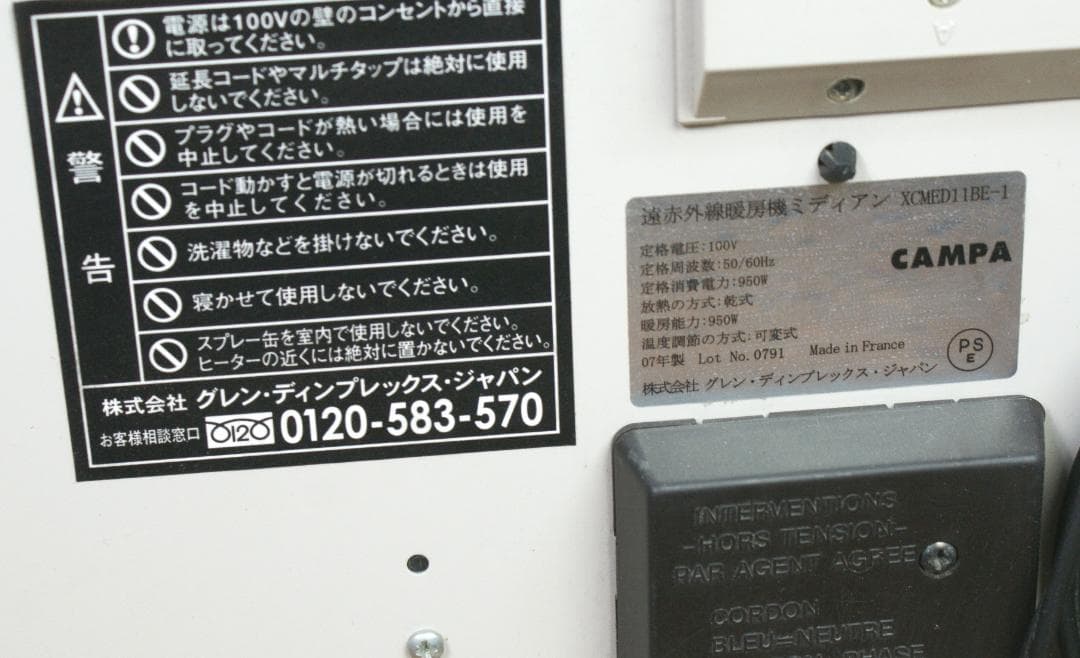 警告
電源は100Vの壁のコンセントから直接
に取ってください。
延長コードやマルチタップは絶対に使用
しないでください。
プラグやコードが熱い場合には使用を
中止してください。
コード動かすと電源が切れるときは使用
を中止してください。
洗濯物などを掛けないでください。
寝かせて使用しないでください。
スプレー缶を室内で使用しないでください。
ヒーターの近くには絶対に置かないでください。
株式会社 グレン・ディンプレックス・ジャパン
お客様相談窓口 0120 0120-583-570
A
遠赤外線暖房機ミディアン XCMED11BE-1
定格電圧:100V
定格周波数:50/60Hz
CAMPA
定格消費電力:950W
放熱の方式:乾式
暖房能力:950W
温度調節の方式:可変式
07年製 Lot No.0791 Made in France
PS
E
株式会社 グレン・ディンプレックス・ジャパン
INTERVENTIONS
-HORS TENSION-
PAR AGENT AGREE
CORDON
BLEU=NEUTRE
PHASE